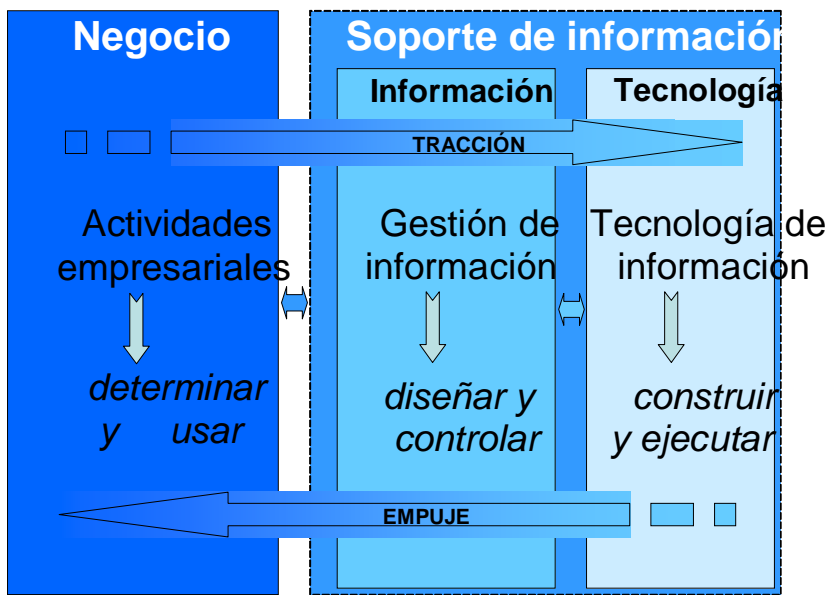 Negocio
Soporte de información
Información
Tecnología
TRACCIÓN
Actividades
empresariales
Gestión de
información
Tecnología de
información
determinar
y usar
diseñar y
controlar
construir
y ejecutar
EMPUJE